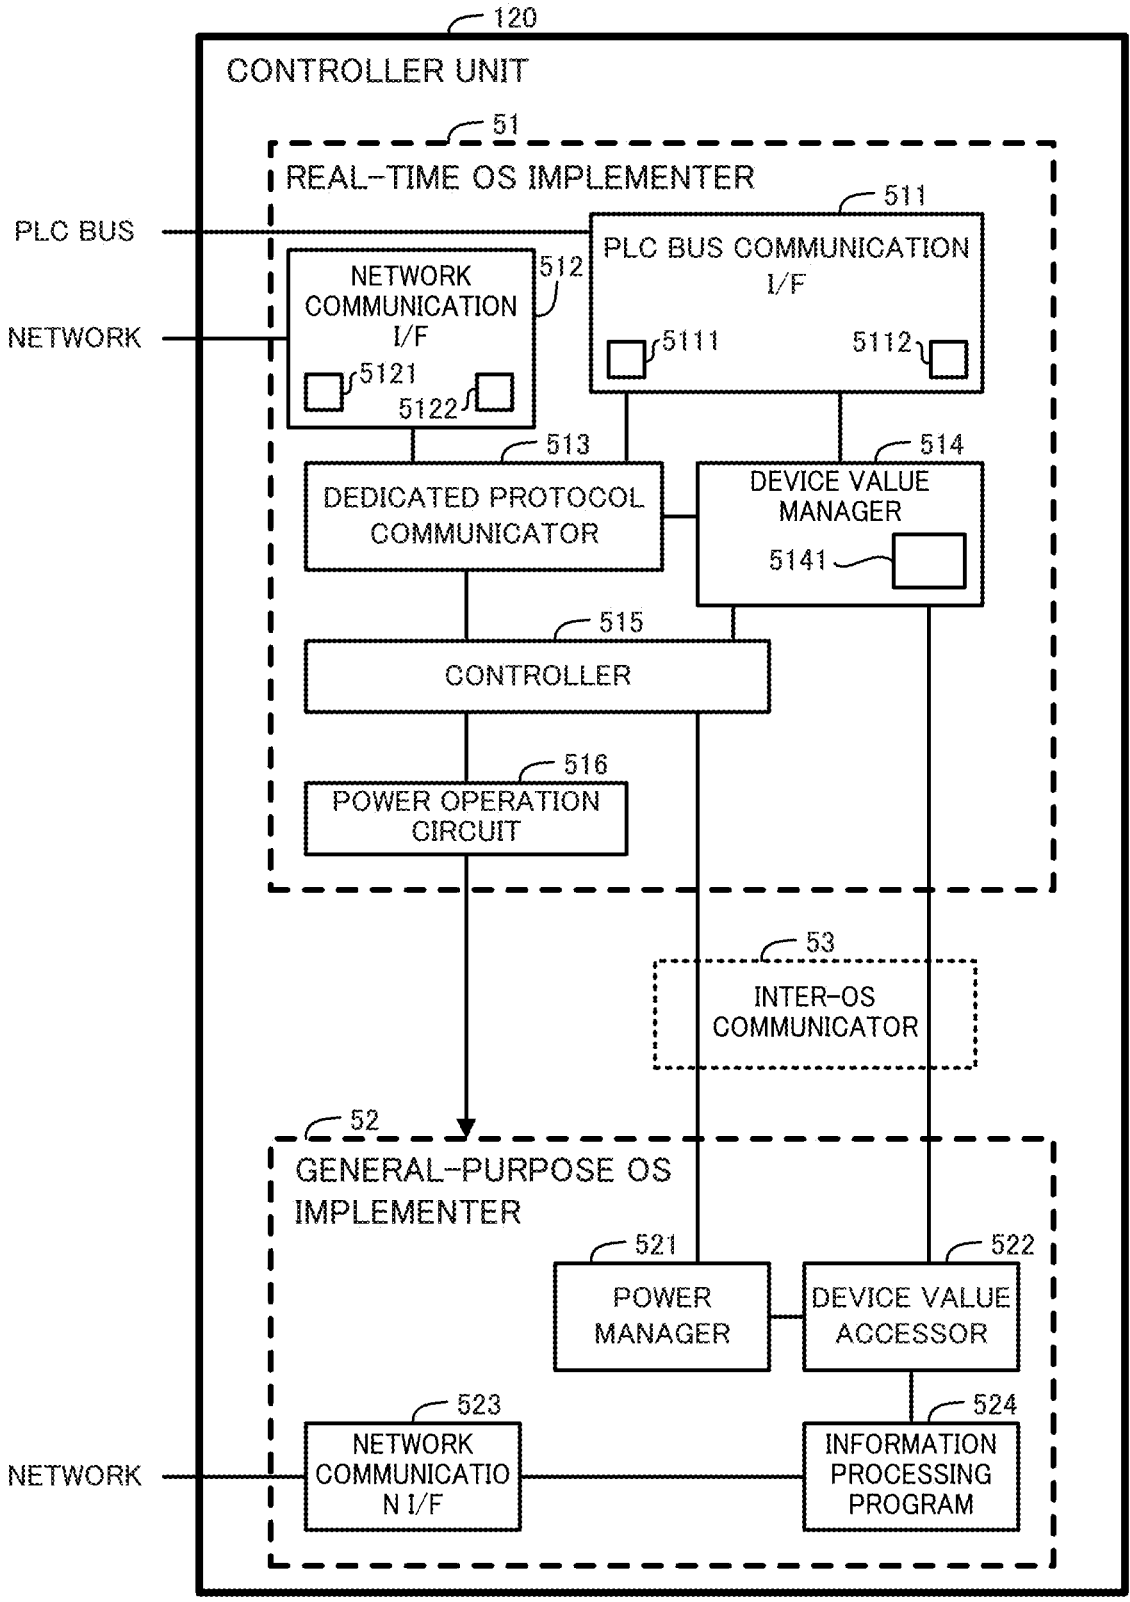 120
CONTROLLER UNIT
51
REAL-TIME OS IMPLEMENTER
511
PLC BUS
PLC BUS COMMUNICATION
I/F
512
NETWORK
COMMUNICATION
I/F
NETWORK
5111
5112
5121
5122
513
514
DEDICATED PROTOCOL
COMMUNICATOR
DEVICE VALUE
MANAGER
5141
515
CONTROLLER
516
POWER OPERATION
CIRCUIT
53
INTER-OS
COMMUNICATOR
52
GENERAL-PURPOSE OS
IMPLEMENTER
521
522
POWER
MANAGER
DEVICE VALUE
ACCESSOR
523
524
NETWORK
NETWORK
COMMUNICATIO
N I/F
INFORMATION
PROCESSING
PROGRAM